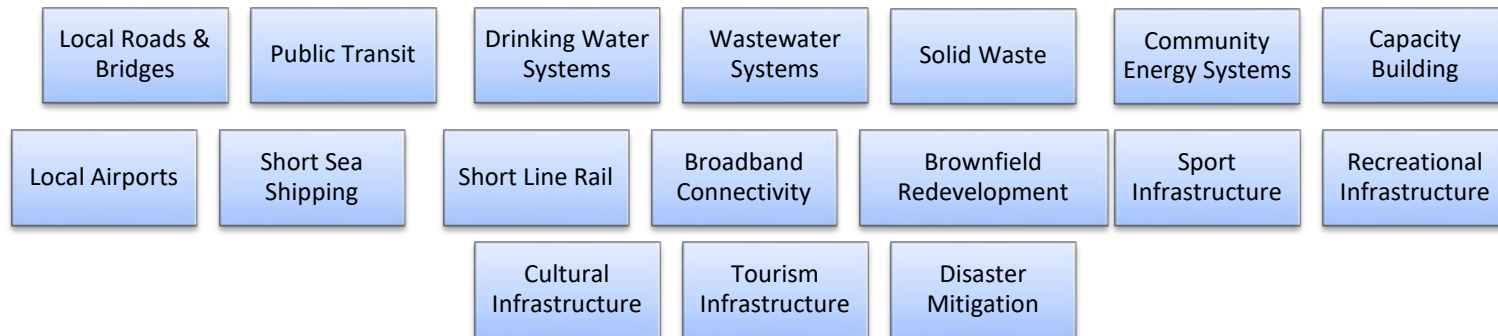 Local Roads &
Bridges
Public Transit
Drinking Water
Systems
Wastewater
Systems
Solid Waste
Community
Energy Systems
Capacity
Building
Local Airports
Short Sea
Shipping
Short Line Rail
Broadband
Connectivity
Brownfield
Redevelopment
Sport
Infrastructure
Recreational
Infrastructure
Cultural
Infrastructure
Tourism
Infrastructure
Disaster
Mitigation